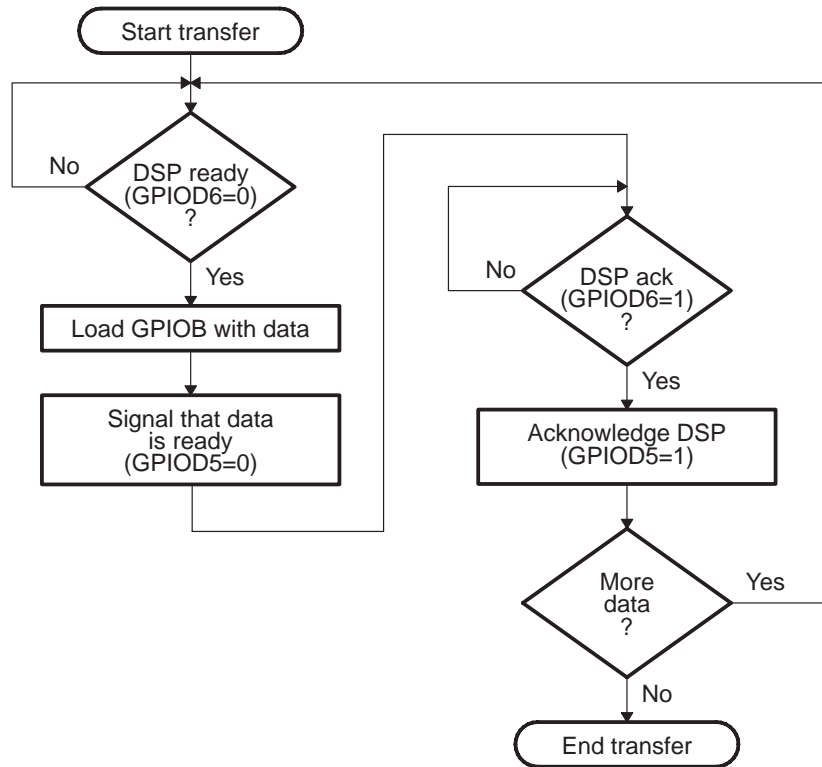 Start transfer
No
DSP ready
(GPIOD6=0)
?
Yes
Load GPIOB with data
Signal that data
is ready
(GPIOD5=0)
No
DSP ack
(GPIOD6=1)
?
Yes
Acknowledge DSP
(GPIOD5=1)
More
data
?
Yes
No
End transfer